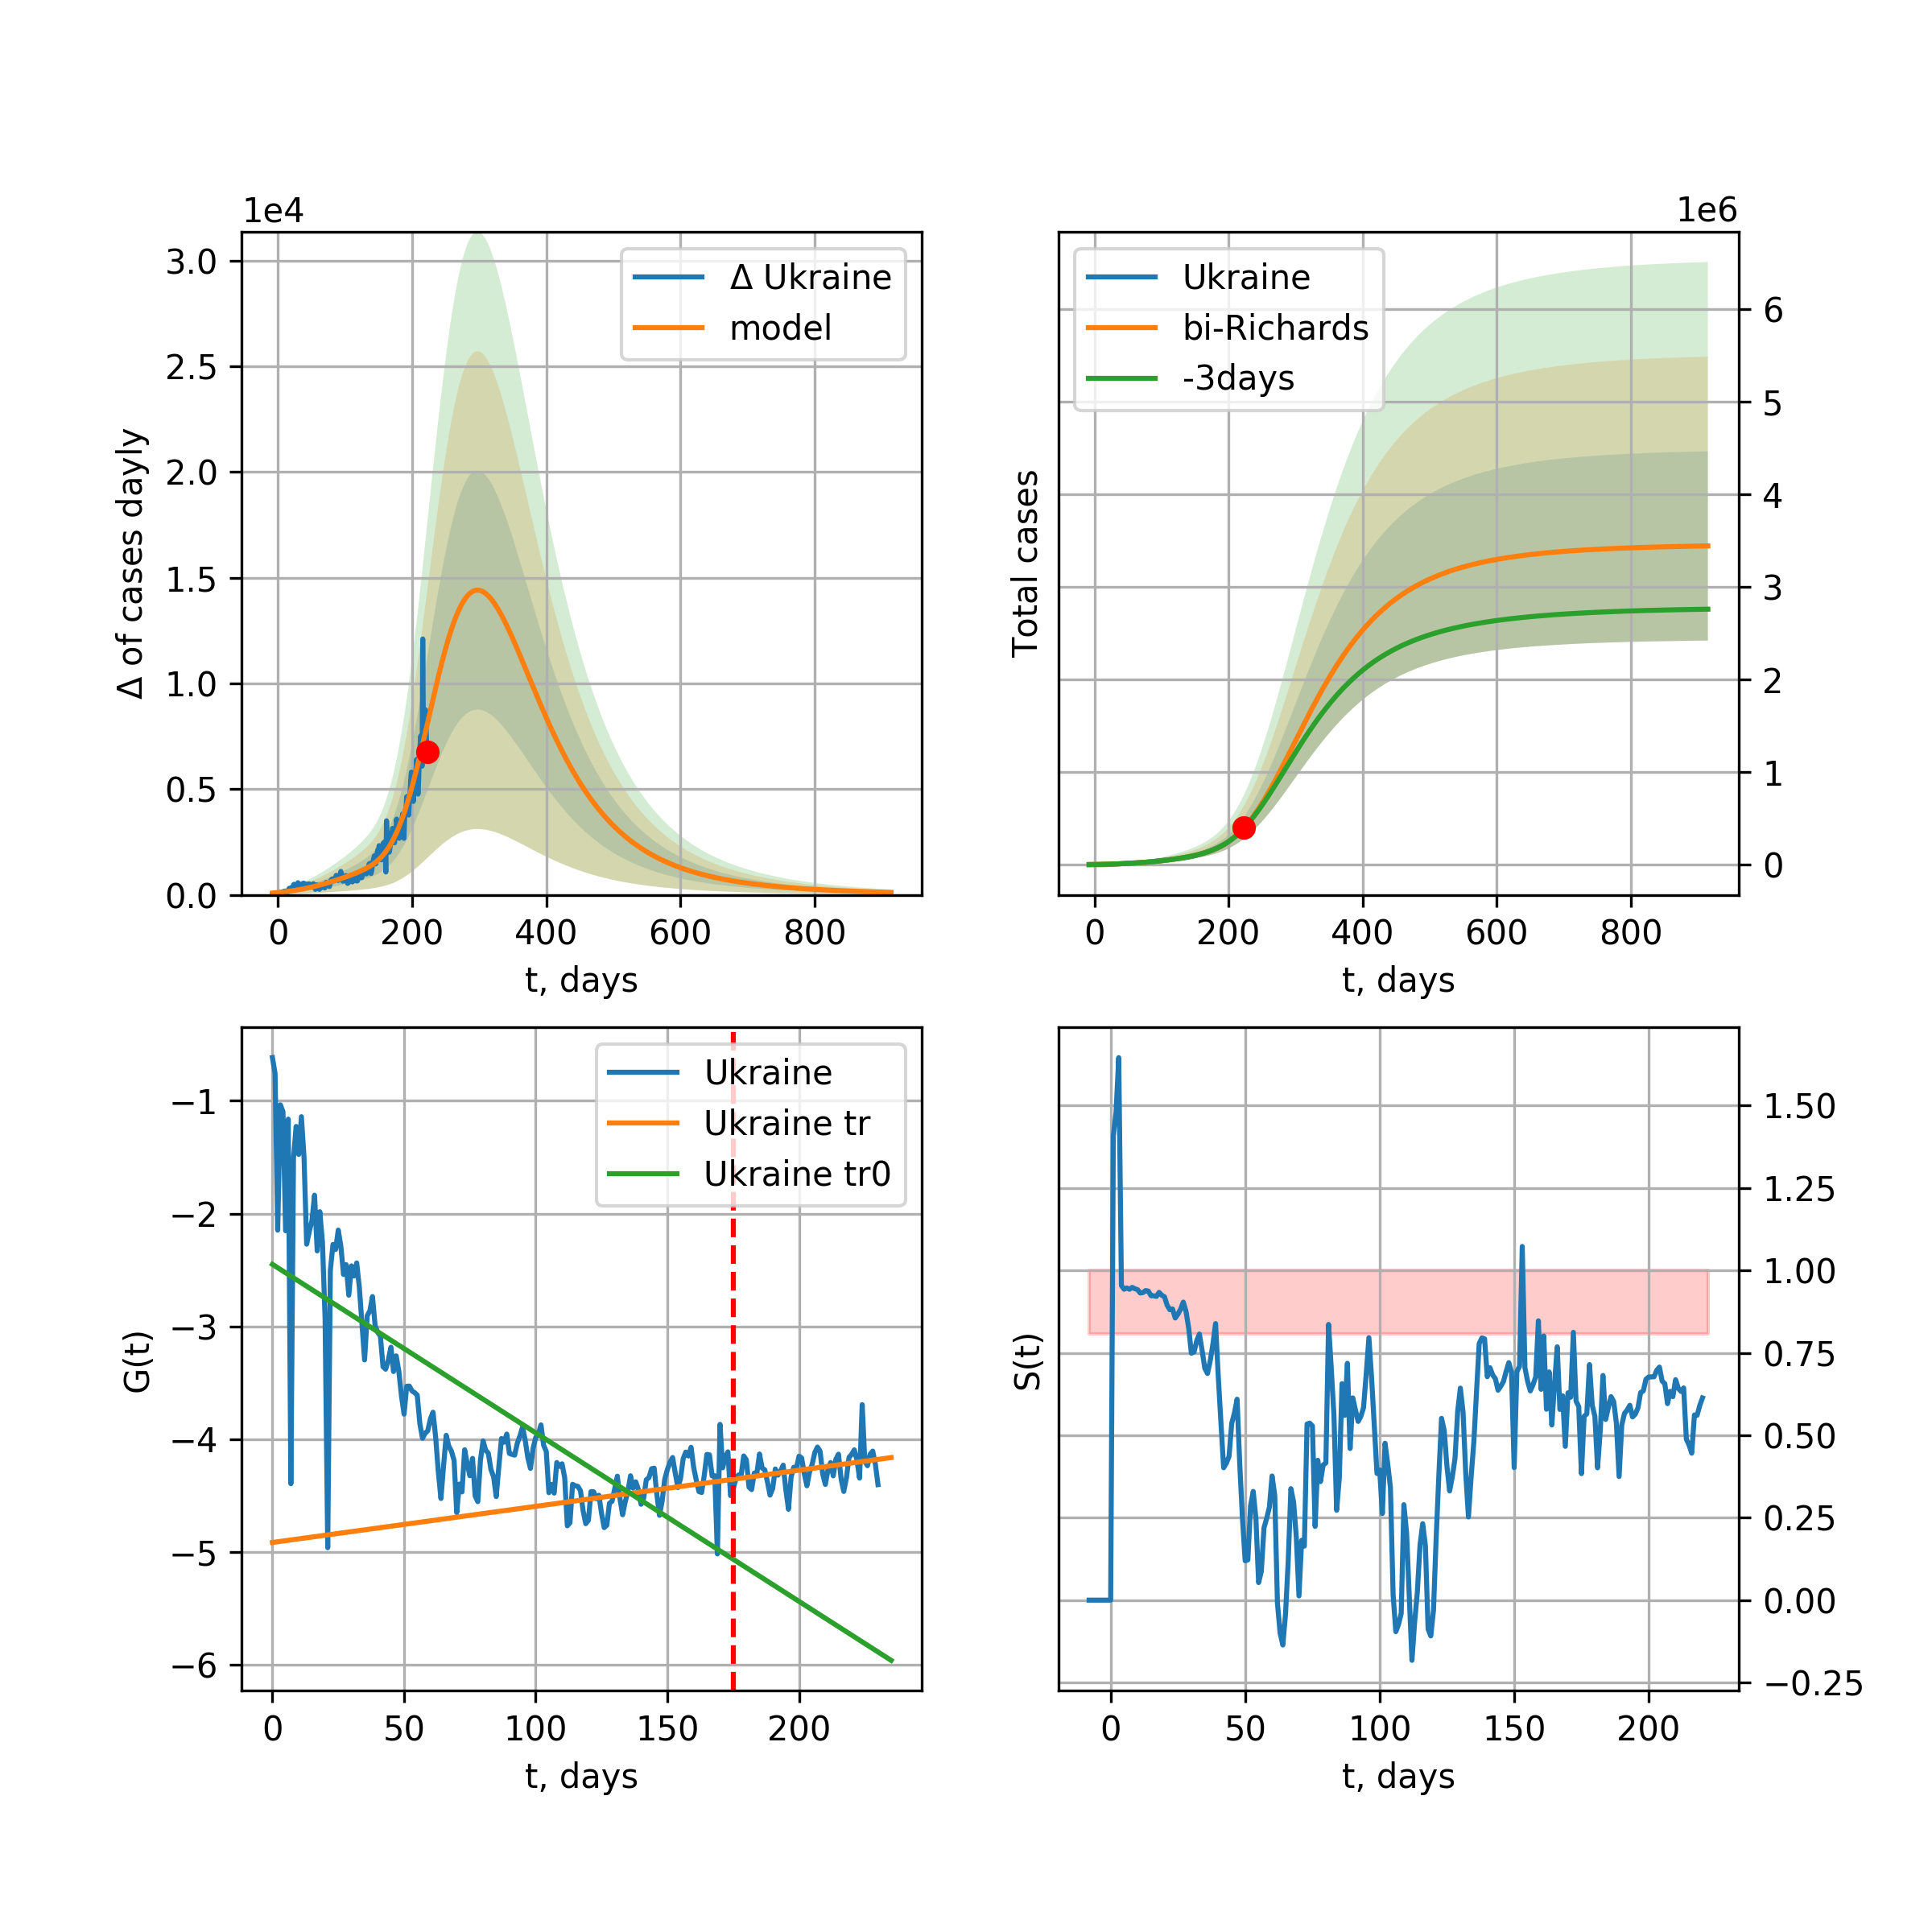 1e4
3.0
2.5
2.0
1.5
1.0
0.5
0.0
Δ of cases dayly
Δ Ukraine
model
0 200 400 600 800
t, days
1e6
Ukraine
bi-Richards
-3days
Total cases
6
5
4
3
2
1
0
0 200 400 600 800
t, days
−1
−2
−3
−4
−5
−6
G(t)
Ukraine
Ukraine tr
Ukraine tr0
0 50 100 150 200
t, days
S(t)
1.50
1.25
1.00
0.75
0.50
0.25
0.00
−0.25
0 50 100 150 200
t, days